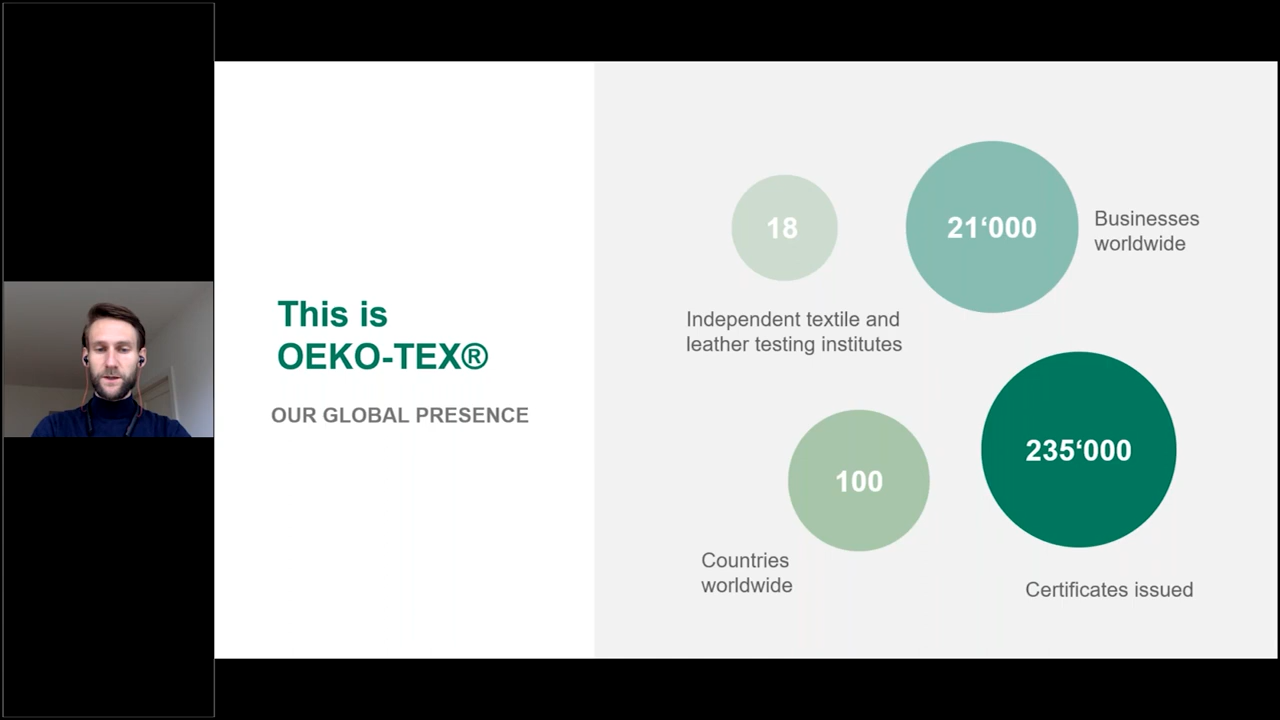 This is
OEKO-TEX®
OUR GLOBAL PRESENCE
18
Independent textile and
leather testing institutes
21‘000
Businesses
worldwide
100
Countries
worldwide
235‘000
Certificates issued